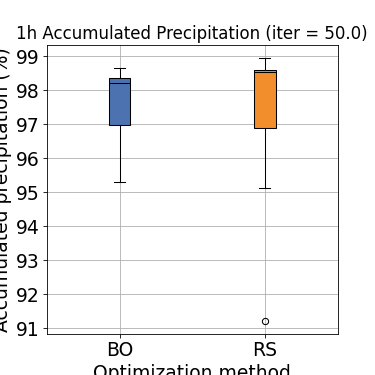 1h Accumulated Precipitation (iter = 50.0)
Accumulated precipitation (%)
99
98
97
96
95
94
93
92
91
BO RS
Optimization method